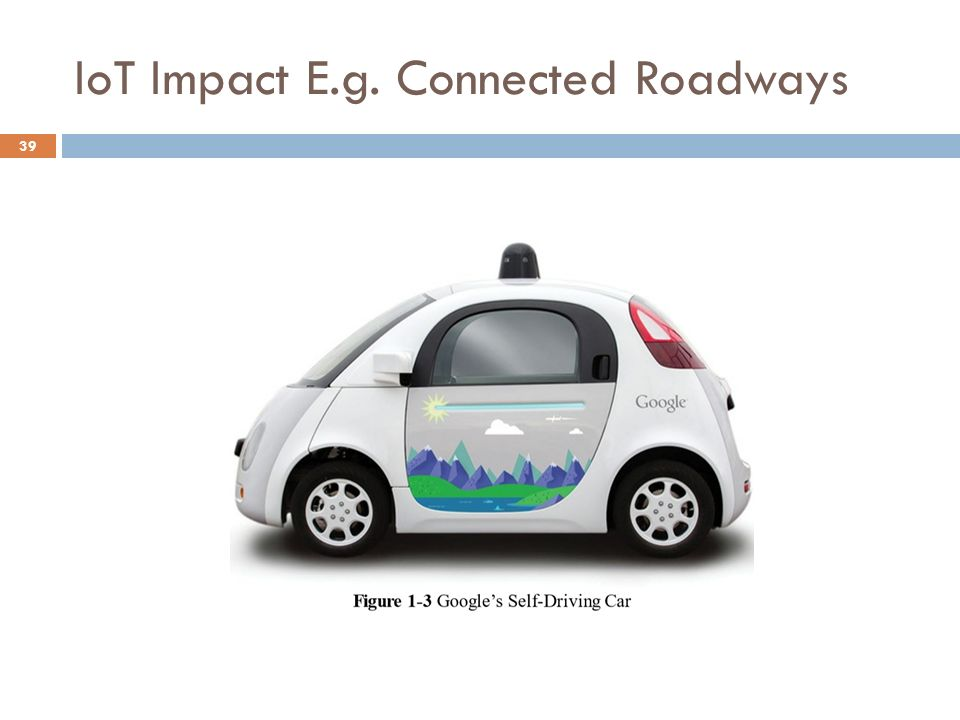 IoT Impact E.g. Connected Roadways
39
Google
Figure 1-3 Google's Self-Driving Car